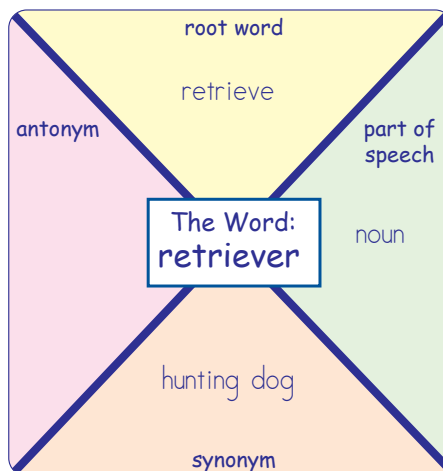 root word
retrieve
antonym
part of
speech
The Word:
retriever
noun
hunting dog
synonym